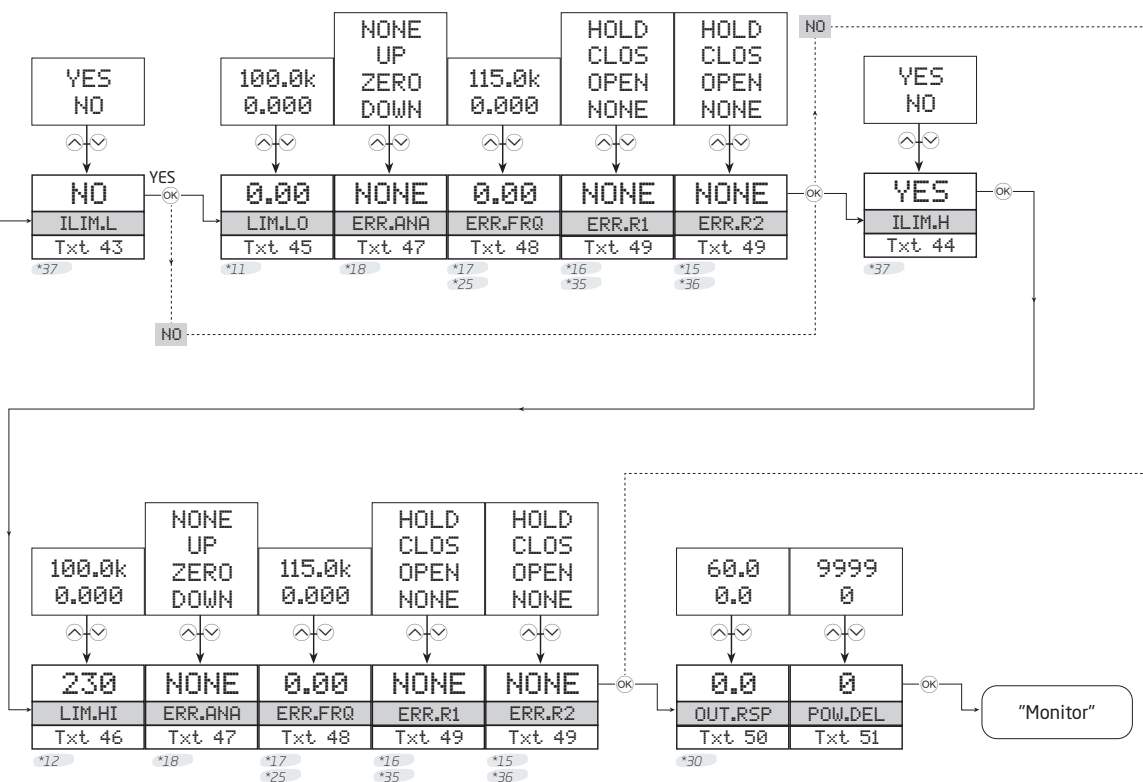 YES
NO
NO
ILIM.L
Txt 43
*37
YES
OK
NO
100.0k
0.000
0.00
LIM.LO
Txt 45
*11
NONE
UP
ZERO
DOWN
NONE
ERR.ANA
Txt 47
*18
115.0k
0.000
0.00
ERR.FRQ
Txt 48
*17
*25
HOLD
CLOS
OPEN
NONE
NONE
ERR.R1
Txt 49
*16
*35
HOLD
CLOS
OPEN
NONE
NONE
ERR.R2
Txt 49
*15
*36
OK
NO
YES
NO
YES
ILIM.H
Txt 44
*37
OK
100.0k
0.000
230
LIM.HI
Txt 46
*12
NONE
UP
ZERO
DOWN
NONE
ERR.ANA
Txt 47
*18
115.0k
0.000
0.00
ERR.FRQ
Txt 48
*17
*25
HOLD
CLOS
OPEN
NONE
NONE
ERR.R1
Txt 49
*16
*35
HOLD
CLOS
OPEN
NONE
NONE
ERR.R2
Txt 49
*15
*36
OK
60.0
0.0
0.0
OUT.RSP
Txt 50
*30
9999
0
0
POW.DEL
Txt 51
OK
"Monitor"